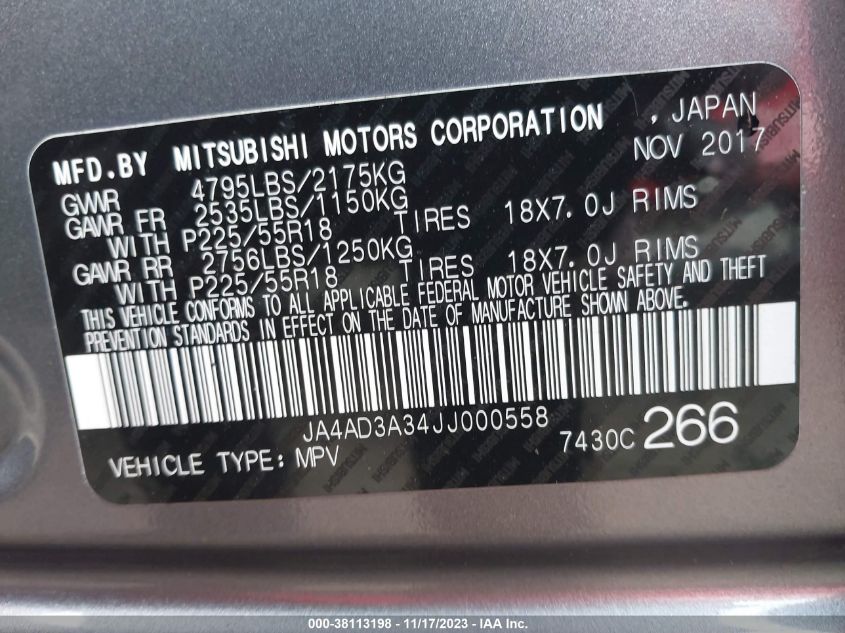 MFD.BY MITSUBISHI MOTORS CORPORATION , JAPAN
NOV 2017
GWR 4795LBS/2175KG
GAWR FR 2535LBS/1150KG
WITH P225/55R18 TIRES 18X7.0J RIMS
GAWR RR 2756LBS/1250KG
WITH P225/55R18 TIRES 18X7.0J RIMS
THIS VEHICLE CONFORMS TO ALL APPLICABLE FEDERAL MOTOR VEHICLE SAFETY AND THEFT
PREVENTION STANDARDS IN EFFECT ON THE DATE OF MANUFACTURE SHOWN ABOVE.
JA4AD3A34JJ000558
7430C 266
VEHICLE TYPE: MPV
000-38113198 - 11/17/2023 - IAAI.com